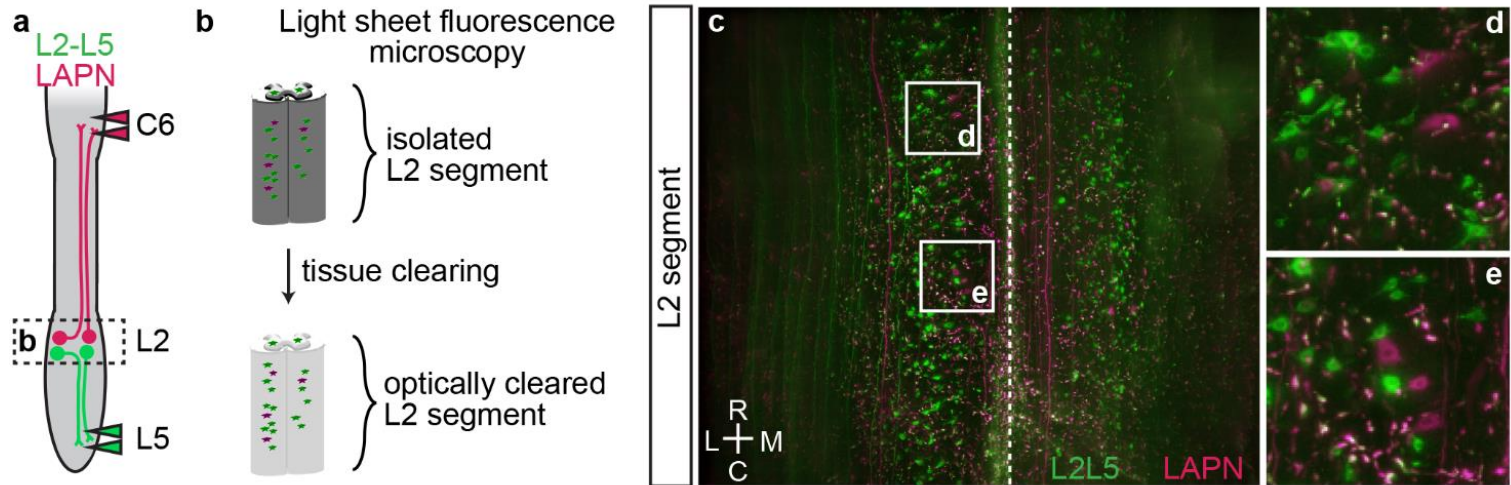 a
L2-L5
LAPN
C6
b
L2
L5
b
Light sheet fluorescence
microscopy
isolated
L2 segment
tissue clearing
optically cleared
L2 segment
L2 segment
c
d
e
R
L M
C
L2L5 LAPN
d
e